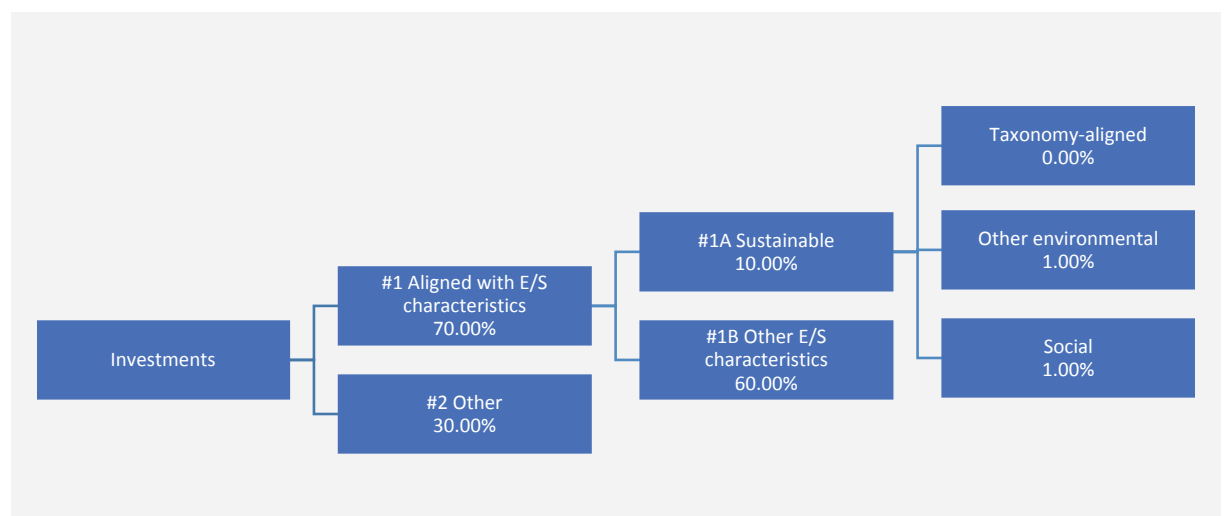 Investments
#1 Aligned with E/S
characteristics
70.00%
#2 Other
30.00%
#1A Sustainable
10.00%
#1B Other E/S
characteristics
60.00%
Taxonomy-aligned
0.00%
Other environmental
1.00%
Social
1.00%